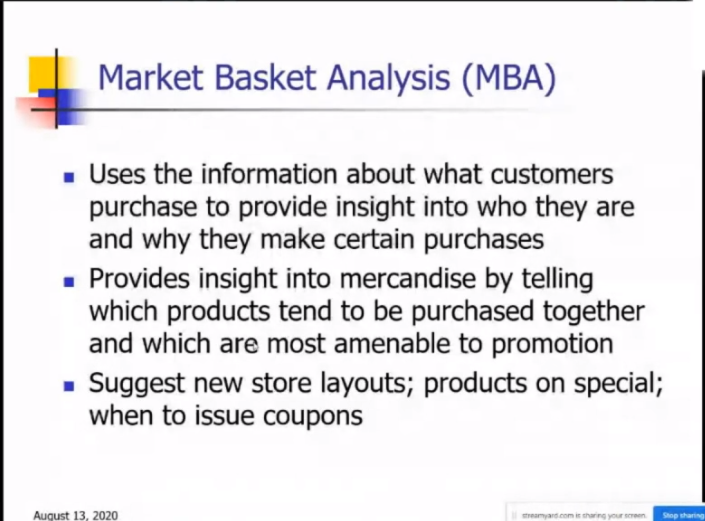 Market Basket Analysis (MBA)
Uses the information about what customers
purchase to provide insight into who they are
and why they make certain purchases
Provides insight into mercandise by telling
which products tend to be purchased together
and which are most amenable to promotion
Suggest new store layouts; products on special;
when to issue coupons
August 13, 2020
streamyard.com is sharing your screen. Stop sharing